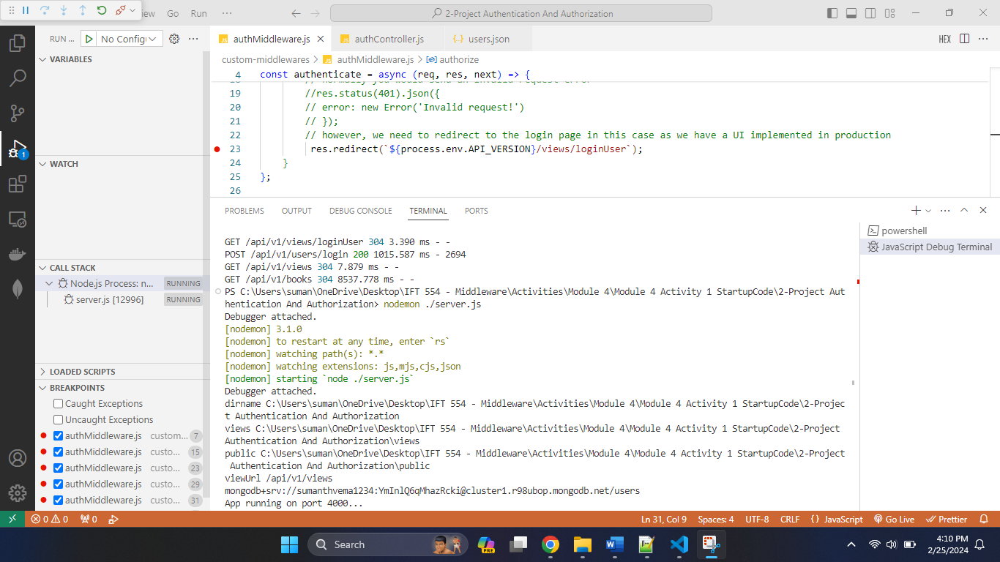 View Go Run ... 2-Project Authentication And Authorization
RUN ... No Config
authMiddleware.js authController.js users.json HEX
custom-middlewares > authMiddleware.js > authorize
VARIABLES
WATCH
CALL STACK
Node.js Process: n... RUNNING
server.js [12996] RUNNING
LOADED SCRIPTS
BREAKPOINTS
Caught Exceptions
Uncaught Exceptions
authMiddleware.js custom... 7
authMiddleware.js custo... 15
authMiddleware.js custo... 23
authMiddleware.js custo... 29
authMiddleware.js custo... 31
1
4 const authenticate = async (req, res, next) => {
19 //res.status(401).json({
20 // error: new Error('Invalid request!')
21 // });
22 // however, we need to redirect to the login page in this case as we have a UI implemented in production
23 res.redirect(`${process.env.API_VERSION}/views/loginUser`);
24 }
25 };
26
PROBLEMS OUTPUT DEBUG CONSOLE TERMINAL PORTS
GET /api/v1/views/loginUser 304 3.390 ms - -
POST /api/v1/users/login 200 1015.587 ms - 2694
GET /api/v1/views 304 7.879 ms - -
GET /api/v1/books 304 8537.778 ms - -
PS C:\Users\suman\OneDrive\Desktop\IFT 554 - Middleware\Activities\Module 4\Module 4 Activity 1 StartupCode\2-Project Aut
hentication And Authorization> nodemon ./server.js
Debugger attached.
[nodemon] 3.1.0
[nodemon] to restart at any time, enter `rs`
[nodemon] watching path(s): *.*
[nodemon] watching extensions: js,mjs,cjs,json
[nodemon] starting `node ./server.js`
Debugger attached.
dirname C:\Users\suman\OneDrive\Desktop\IFT 554 - Middleware\Activities\Module 4\Module 4 Activity 1 StartupCode\2-Projec
t Authentication And Authorization
views C:\Users\suman\OneDrive\Desktop\IFT 554 - Middleware\Activities\Module 4\Module 4 Activity 1 StartupCode\2-Project
Authentication And Authorization\views
public C:\Users\suman\OneDrive\Desktop\IFT 554 - Middleware\Activities\Module 4\Module 4 Activity 1 StartupCode\2-Project
Authentication And Authorization\public
viewUrl /api/v1/views
mongodb+srv://sumanthvema1234:YmInlQ6qMhazRcki@cluster1.r98ubop.mongodb.net/users
App running on port 4000...
powershell
JavaScript Debug Terminal
0 0 0 Ln 31, Col 9 Spaces: 4 UTF-8 CRLF {} JavaScript Go Live Prettier
Search PRE 4:10 PM
2/25/2024